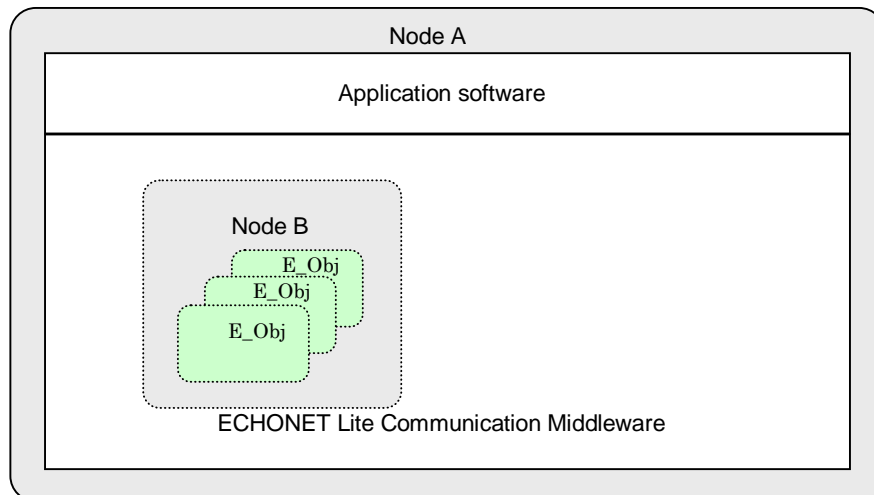 Node A
Application software
Node B
E_Obj
E_Obj
E_Obj
ECHONET Lite Communication Middleware